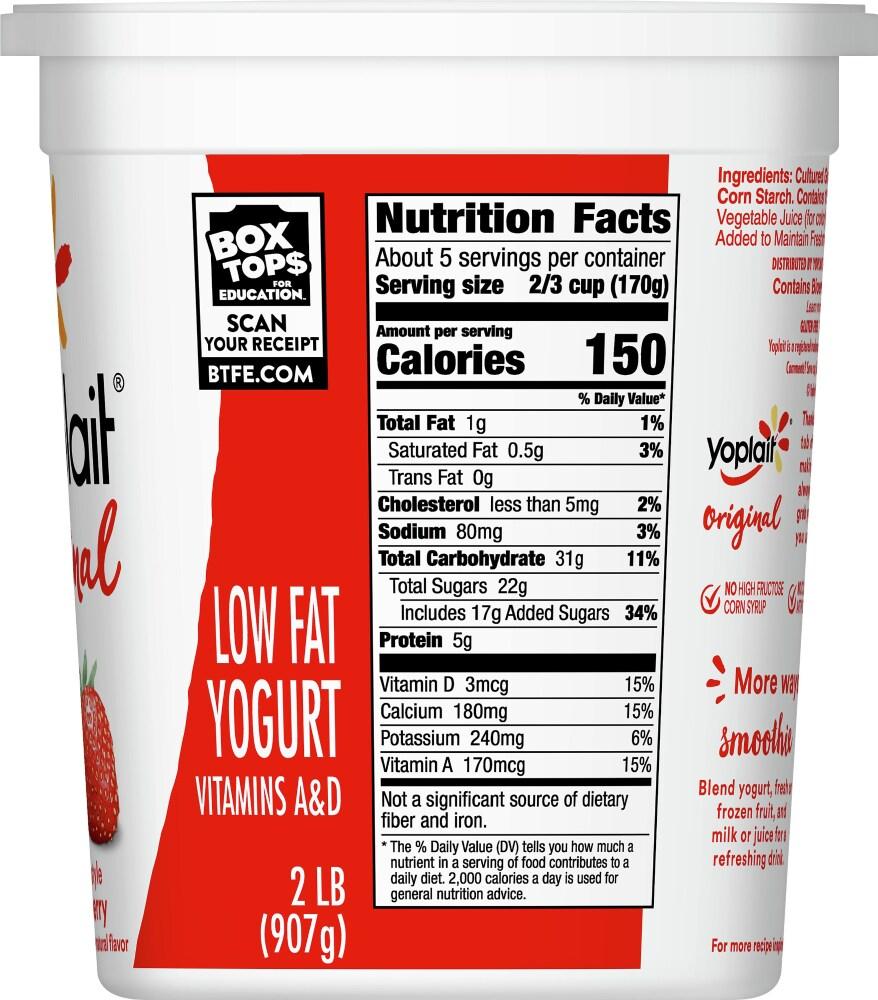 BOX
TOP$
FOR
EDUCATION.
SCAN
YOUR RECEIPT
BTFE.COM
LOW FAT
YOGURT
VITAMINS A&D
2 LB
(907g)
Nutrition Facts
About 5 servings per container
Serving size 2/3 cup (170g)
Amount per serving
Calories 150
% Daily Value*
Total Fat 1g 1%
Saturated Fat 0.5g 3%
Trans Fat 0g
Cholesterol less than 5mg 2%
Sodium 80mg 3%
Total Carbohydrate 31g 11%
Total Sugars 22g
Includes 17g Added Sugars 34%
Protein 5g
Vitamin D 3mcg 15%
Calcium 180mg 15%
Potassium 240mg 6%
Vitamin A 170mcg 15%
Not a significant source of dietary
fiber and iron.
* The % Daily Value (DV) tells you how much a
nutrient in a serving of food contributes to a
daily diet. 2,000 calories a day is used for
general nutrition advice.
Ingredients: Cultured
Corn Starch. Contains
Vegetable Juice (for
Added to Maintain
DISTRIBUTED BY
Contains
Yoplait is a registered
yoplait
original
NO HIGH FRUCTOSE
CORN SYRUP
More
smoothie
Blend yogurt, fresh
frozen fruit, and
milk or juice for a
refreshing drink.
For more recipe